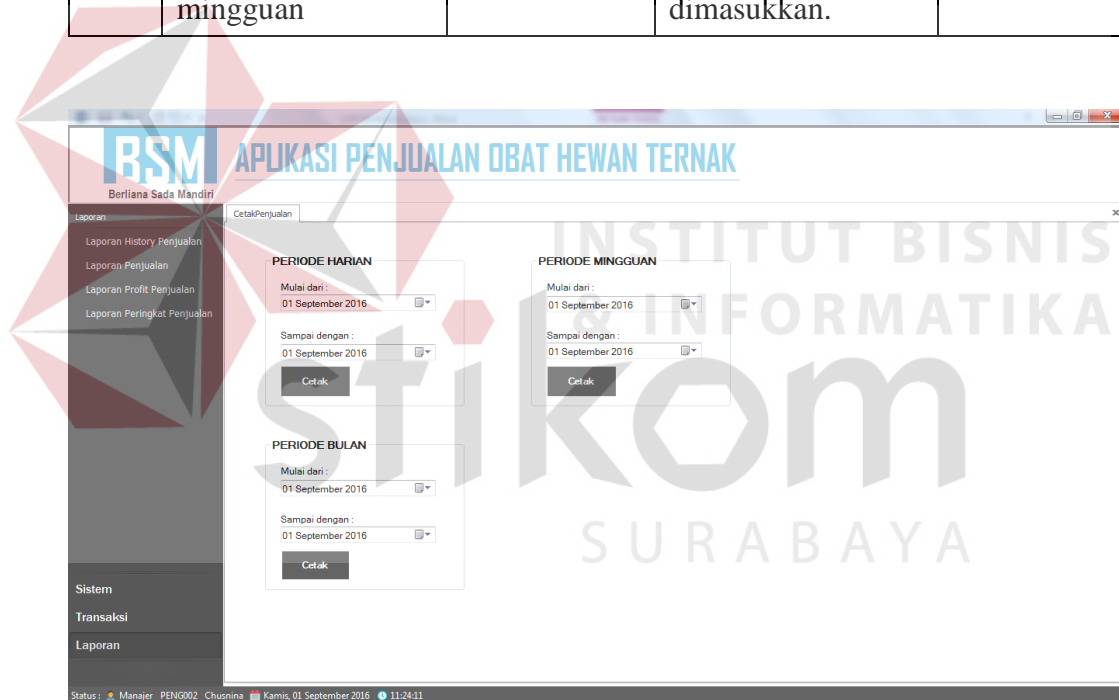 mingguan
dimasukkan.
BSM
Berliana Sada Mandiri
APLIKASI PENJUALAN OBAT HEWAN TERNAK
Laporan
Laporan History Penjualan
Laporan Penjualan
Laporan Profit Penjualan
Laporan Peringkat Penjualan
CetakPenjualan
PERIODE HARIAN
Mulai dari :
01 September 2016
Sampai dengan :
01 September 2016
Cetak
PERIODE MINGGUAN
Mulai dari :
01 September 2016
Sampai dengan :
01 September 2016
Cetak
PERIODE BULAN
Mulai dari :
01 September 2016
Sampai dengan :
01 September 2016
Cetak
Sistem
Transaksi
Laporan
Status : Manajer PENG002 Chusnina Kamis, 01 September 2016 11:24:11
INSTITUT BISNIS
& INFORMATIKA
stikom
SURABAYA